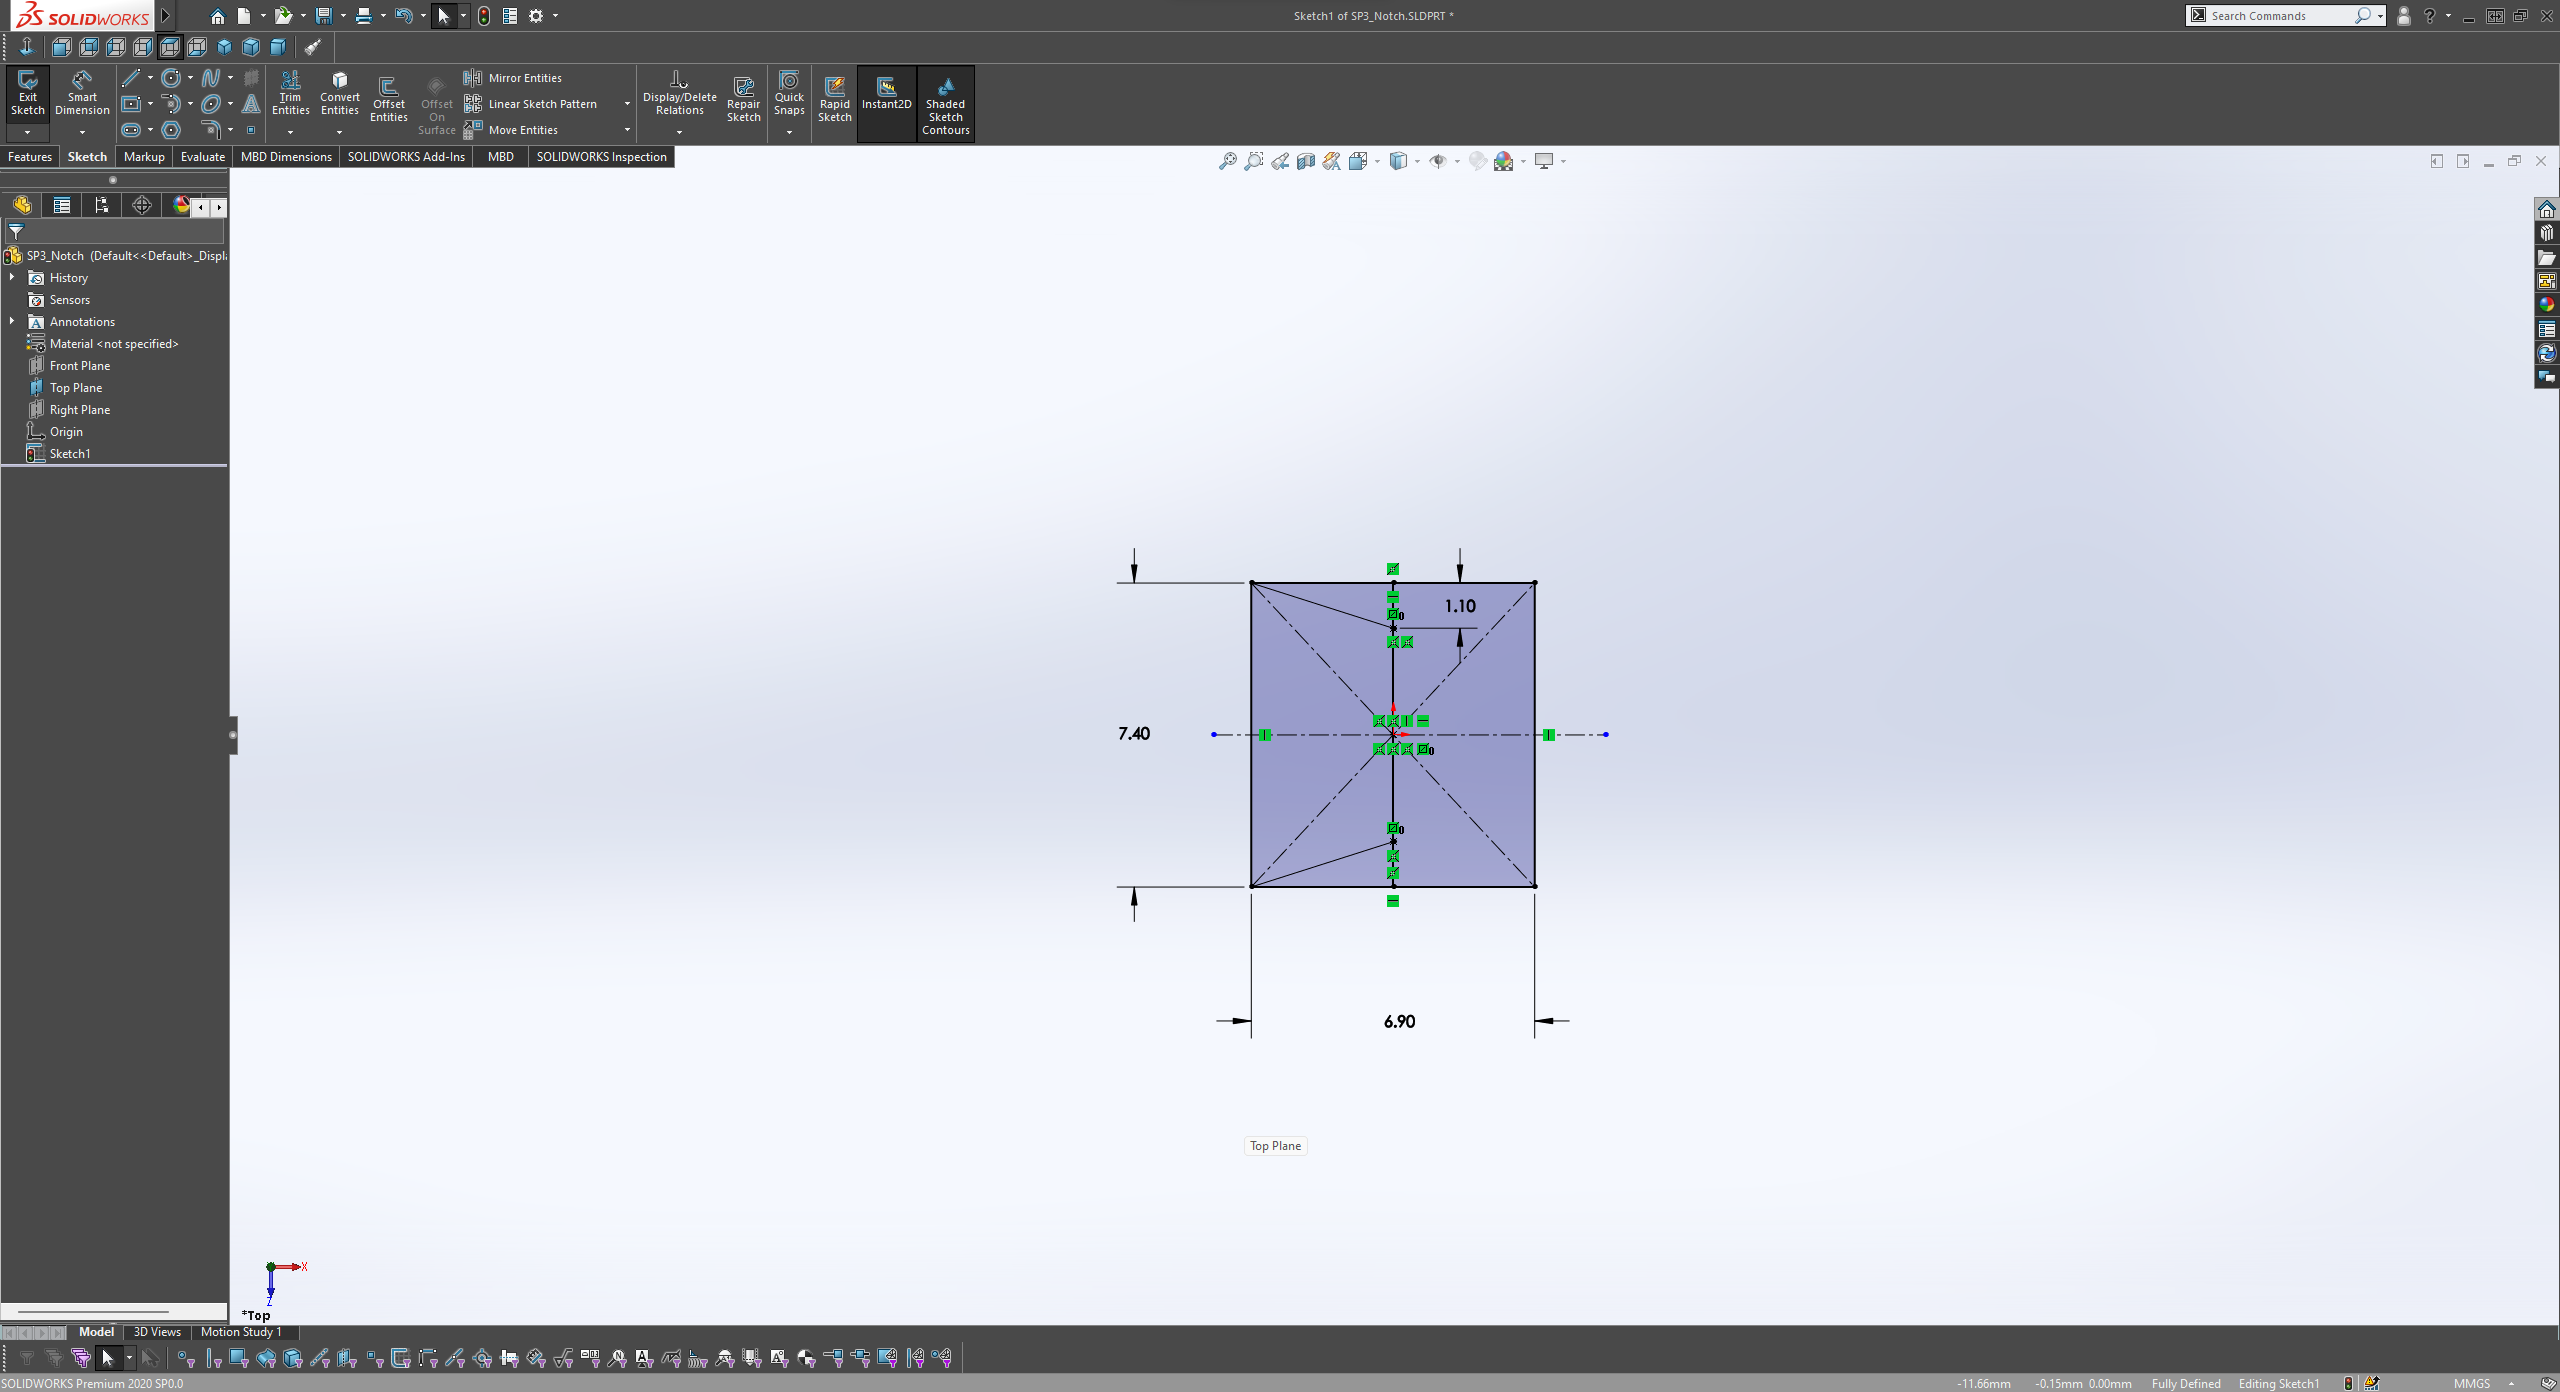 SOLIDWORKS
Sketch1 of SP3_Notch.SLDPRT *
Search Commands
Exit Sketch
Smart Dimension
Trim Entities
Convert Entities
Offset Entities
Offset On Surface
Mirror Entities
Linear Sketch Pattern
Move Entities
Display/Delete Relations
Repair Sketch
Quick Snaps
Rapid Sketch
Instant2D
Shaded Sketch Contours
Features
Sketch
Markup
Evaluate
MBD Dimensions
SOLIDWORKS Add-Ins
MBD
SOLIDWORKS Inspection
SP3_Notch (Default<<Default>_Displ
History
Sensors
Annotations
Material <not specified>
Front Plane
Top Plane
Right Plane
Origin
Sketch1
1.10
0
7.40
0
0
6.90
Top Plane
X
Z
*Top
Model
3D Views
Motion Study 1
SOLIDWORKS Premium 2020 SP0.0
-11.66mm
-0.15mm
0.00mm
Fully Defined
Editing Sketch1
MMGS